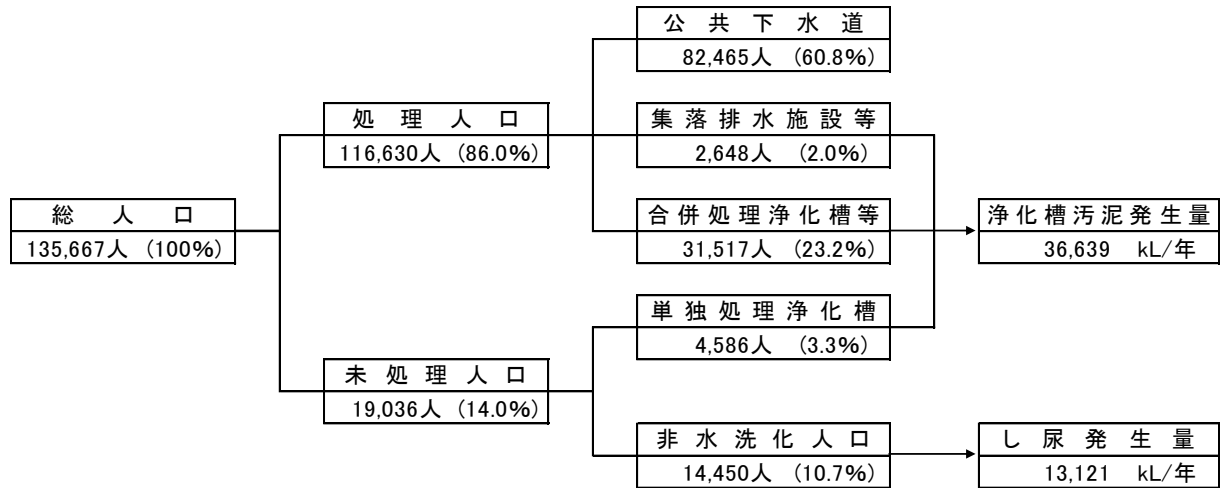 公共下水道
82,465人 (60.8%)
処理人口
116,630人 (86.0%)
集落排水施設等
2,648人 (2.0%)
総人口
135,667人 (100%)
合併処理浄化槽等
31,517人 (23.2%)
浄化槽汚泥発生量
36,639 kL/年
単独処理浄化槽
4,586人 (3.3%)
未処理人口
19,036人 (14.0%)
非水洗化人口
14,450人 (10.7%)
し尿発生量
13,121 kL/年